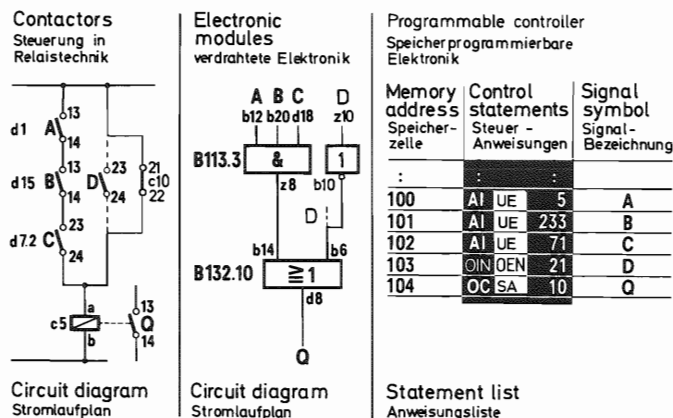 Contactors
Steuerung in
Relaistechnik
13
A
d1
14
13
d15 B
14
23
d7.2 C
24
23
D
24
21
c10
22
a
c5
b
13
Q
14
Circuit diagram
Stromlaufplan
Electronic
modules
verdrahtete Elektronik
A B C D
b12 b20 d18 z10
B113.3 & 1
z8 b10
D
b14 b6
B132.10 ≧1
d8
Q
Circuit diagram
Stromlaufplan
Programmable controller
Speicherprogrammierbare
Elektronik
Memory address Control statements Signal symbol
Speicher-zelle Steuer-Anweisungen Signal-Bezeichnung
: : :
100 AI UE 5 A
101 AI UE 233 B
102 AI UE 71 C
103 OIN OEN 21 D
104 OC SA 10 Q
Statement list
Anweisungsliste